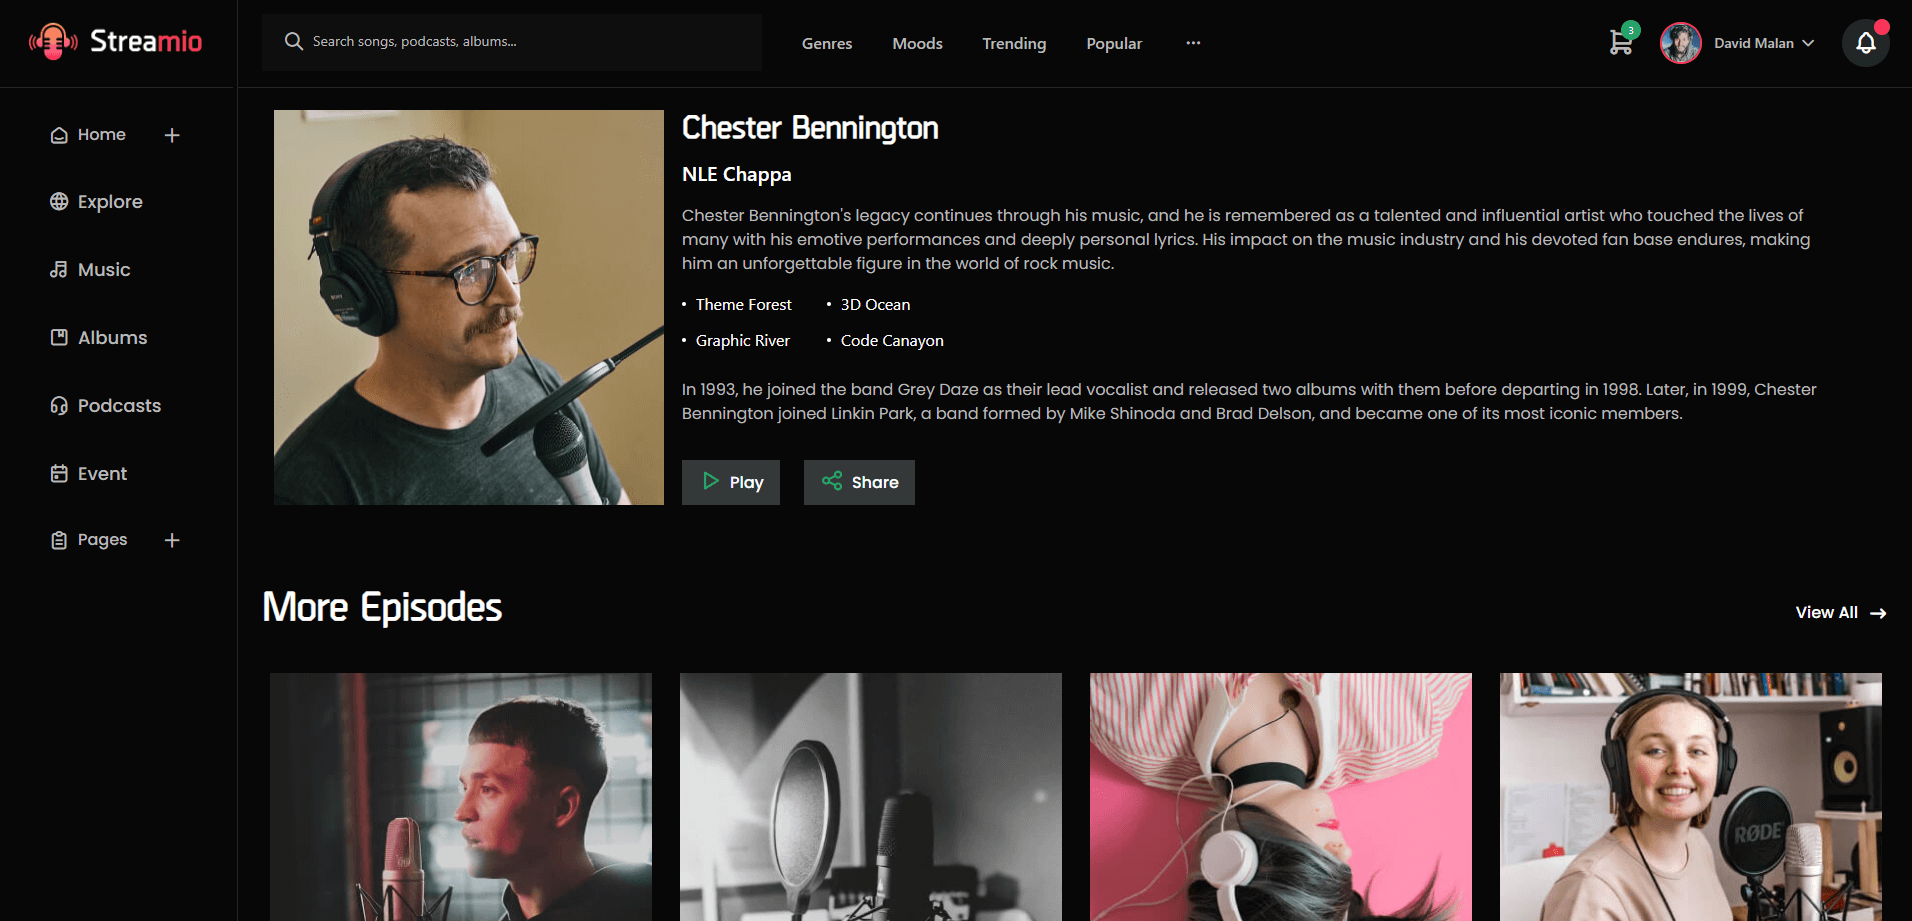 Streamio
Search songs, podcasts, albums...
Genres
Moods
Trending
Popular
3
David Malan
Home
Explore
Music
Albums
Podcasts
Event
Pages
Chester Bennington
NLE Chappa
Chester Bennington's legacy continues through his music, and he is remembered as a talented and influential artist who touched the lives of
many with his emotive performances and deeply personal lyrics. His impact on the music industry and his devoted fan base endures, making
him an unforgettable figure in the world of rock music.
• Theme Forest • 3D Ocean
• Graphic River • Code Canayon
In 1993, he joined the band Grey Daze as their lead vocalist and released two albums with them before departing in 1998. Later, in 1999, Chester
Bennington joined Linkin Park, a band formed by Mike Shinoda and Brad Delson, and became one of its most iconic members.
Play
Share
More Episodes
View All
RØDE